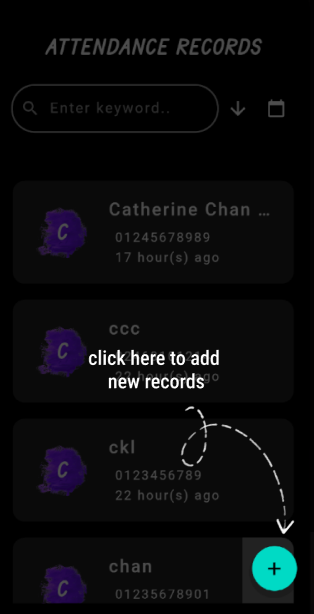 ATTENDANCE RECORDS
Enter keyword..
C
Catherine Chan ...
01245678989
17 hour(s) ago
C
ccc
click here to add
new records
22 hour(s) ago
C
ckl
0123456789
22 hour(s) ago
C
chan
01235678901
+